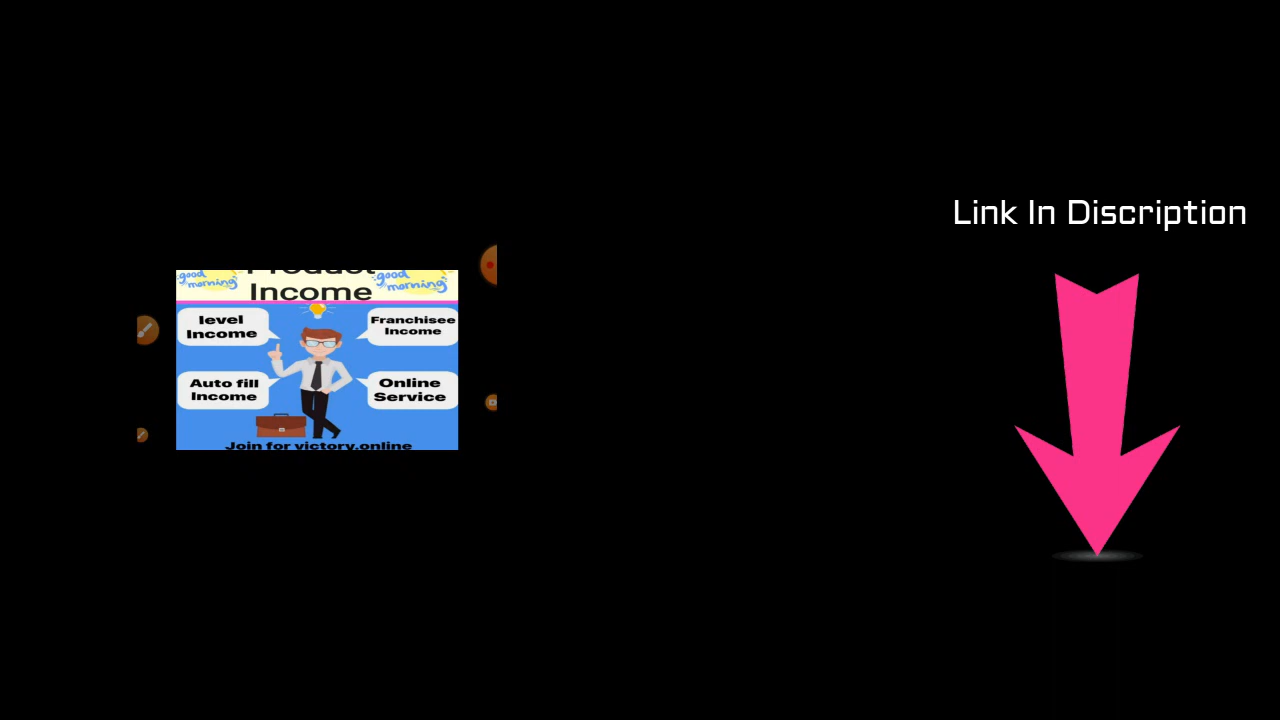 good
morning
Product
good
morning
Income
level
Income
Franchisee
Income
Auto fill
Income
Online
Service
Join for victory.online
Link In Discription